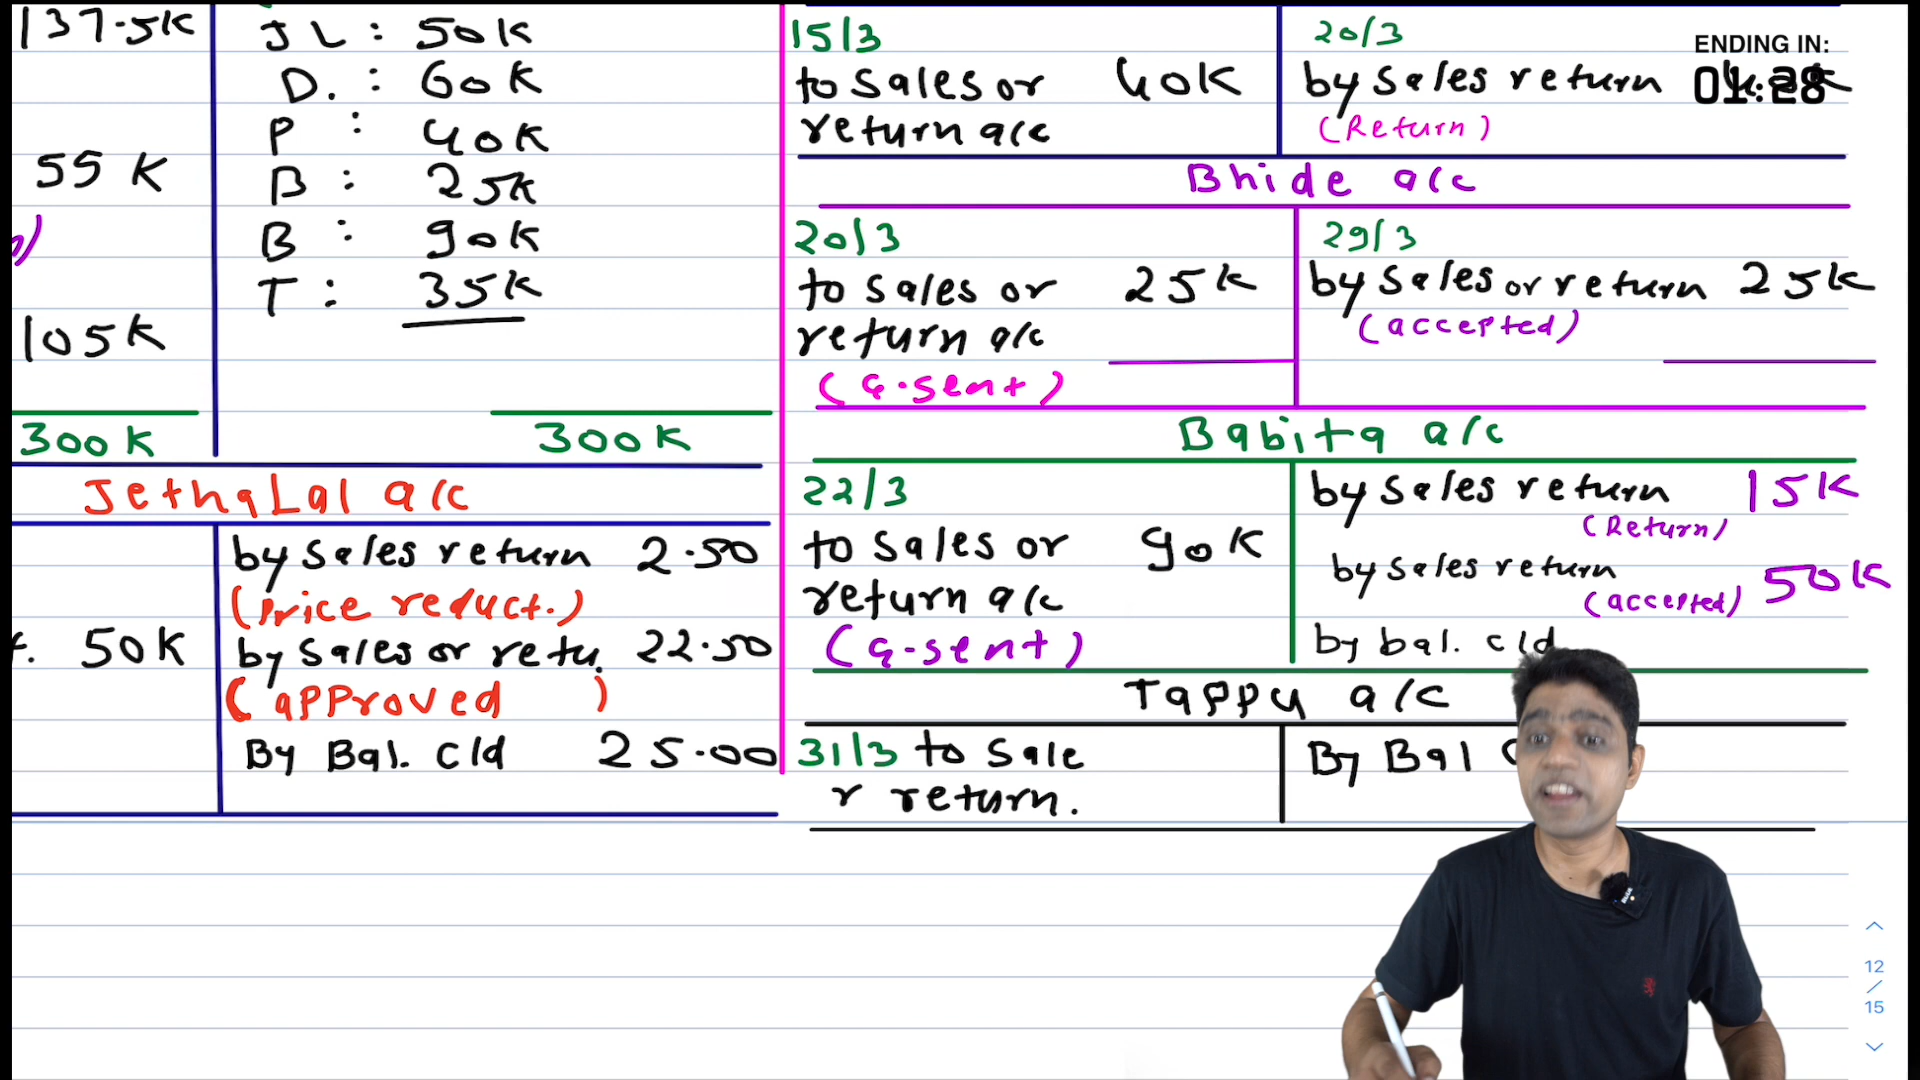 137.5K
JL : 50K
D. : 60K
P : 40K
55 K
B : 25K
B : 90K
T : 35K
105K
300K 300K
JethaLal a/c
by Sales return 2.50
(Price reduct.)
50K by Sales or retu. 22.50
(approved)
By Bal. c/d 25.00
15/3
to Sales or 40K
return a/c
20/3
by Sales return
(Return)
ENDING IN:
01:28
Bhide a/c
20/3
to Sales or 25K
return a/c
(G.sent)
29/3
by Sales or return 25K
(accepted)
Babita a/c
22/3
to Sales or 90K
return a/c
(G-sent)
by Sales return 15K
(Return)
by Sales return 50K
(accepted)
by bal. c/d
Tappu a/c
31/3 to Sale
r return.
By Bal
12
/
15